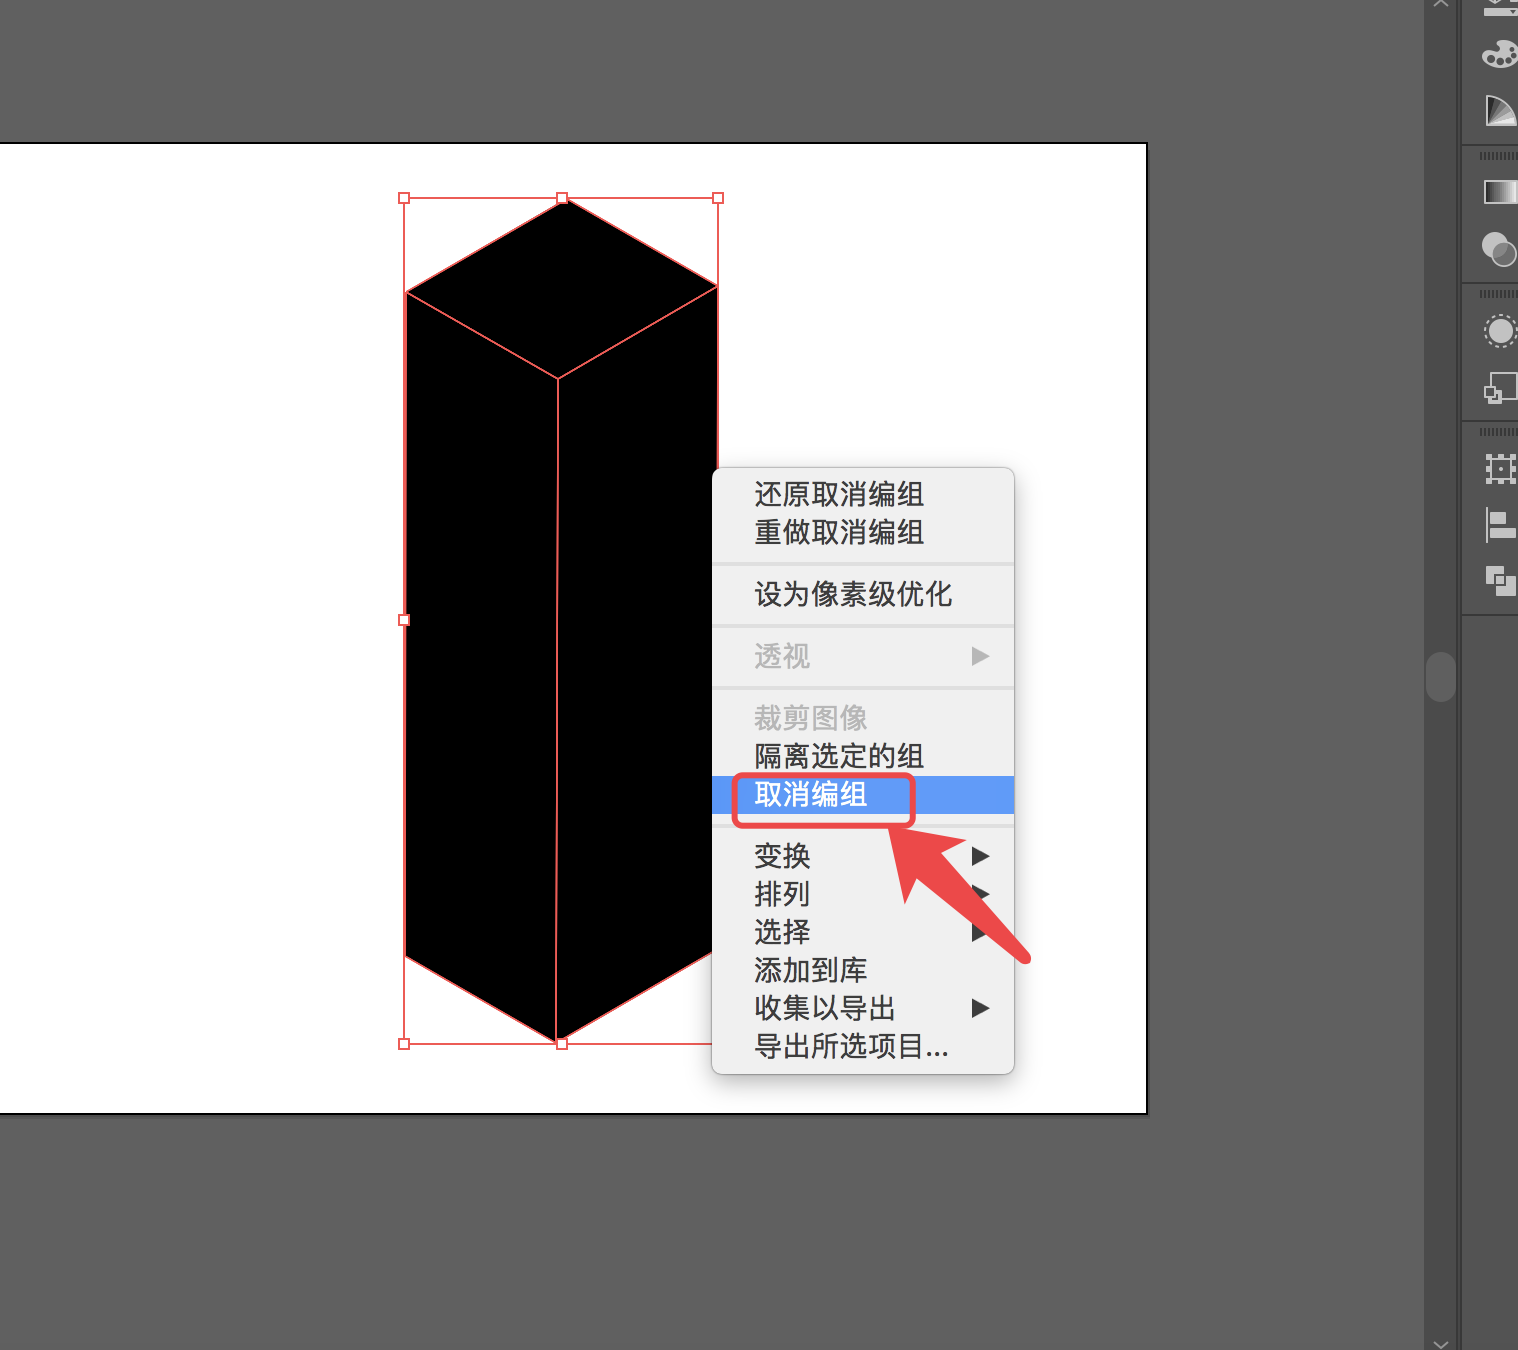 还原取消编组
重做取消编组
设为像素级优化
透视
裁剪图像
隔离选定的组
取消编组
变换
排列
选择
添加到库
收集以导出
导出所选项目...